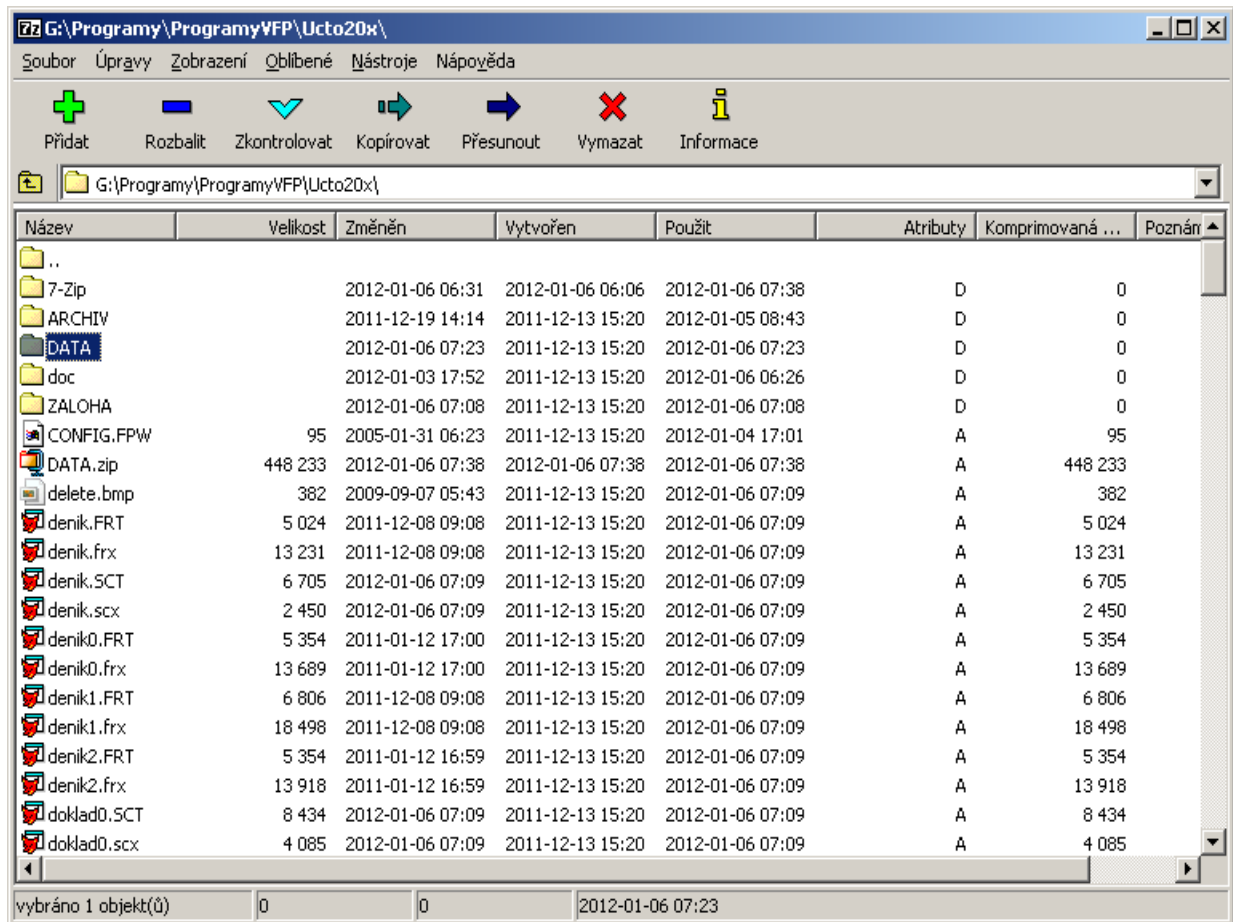 7z G:\Programy\ProgramyVFP\Ucto20x\
Soubor Úpravy Zobrazení Oblíbené Nástroje Nápověda
Přidat Rozbalit Zkontrolovat Kopírovat Přesunout Vymazat Informace
G:\Programy\ProgramyVFP\Ucto20x\
Název Velikost Změněn Vytvořen Použit Atributy Komprimovaná ... Poznám
..
7-Zip 2012-01-06 06:31 2012-01-06 06:06 2012-01-06 07:38 D 0
ARCHIV 2011-12-19 14:14 2011-12-13 15:20 2012-01-05 08:43 D 0
DATA 2012-01-06 07:23 2011-12-13 15:20 2012-01-06 07:23 D 0
doc 2012-01-03 17:52 2011-12-13 15:20 2012-01-06 06:26 D 0
ZALOHA 2012-01-06 07:08 2011-12-13 15:20 2012-01-06 07:08 D 0
CONFIG.FPW 95 2005-01-31 06:23 2011-12-13 15:20 2012-01-04 17:01 A 95
DATA.zip 448 233 2012-01-06 07:38 2012-01-06 07:38 2012-01-06 07:38 A 448 233
delete.bmp 382 2009-09-07 05:43 2011-12-13 15:20 2012-01-06 07:09 A 382
denik.FRT 5 024 2011-12-08 09:08 2011-12-13 15:20 2012-01-06 07:09 A 5 024
denik.frx 13 231 2011-12-08 09:08 2011-12-13 15:20 2012-01-06 07:09 A 13 231
denik.SCT 6 705 2012-01-06 07:09 2011-12-13 15:20 2012-01-06 07:09 A 6 705
denik.scx 2 450 2012-01-06 07:09 2011-12-13 15:20 2012-01-06 07:09 A 2 450
denik0.FRT 5 354 2011-01-12 17:00 2011-12-13 15:20 2012-01-06 07:09 A 5 354
denik0.frx 13 689 2011-01-12 17:00 2011-12-13 15:20 2012-01-06 07:09 A 13 689
denik1.FRT 6 806 2011-12-08 09:08 2011-12-13 15:20 2012-01-06 07:09 A 6 806
denik1.frx 18 498 2011-12-08 09:08 2011-12-13 15:20 2012-01-06 07:09 A 18 498
denik2.FRT 5 354 2011-01-12 16:59 2011-12-13 15:20 2012-01-06 07:09 A 5 354
denik2.frx 13 918 2011-01-12 16:59 2011-12-13 15:20 2012-01-06 07:09 A 13 918
doklad0.SCT 8 434 2012-01-06 07:09 2011-12-13 15:20 2012-01-06 07:09 A 8 434
doklad0.scx 4 085 2012-01-06 07:09 2011-12-13 15:20 2012-01-06 07:09 A 4 085
vybráno 1 objekt(ů) 0 0 2012-01-06 07:23